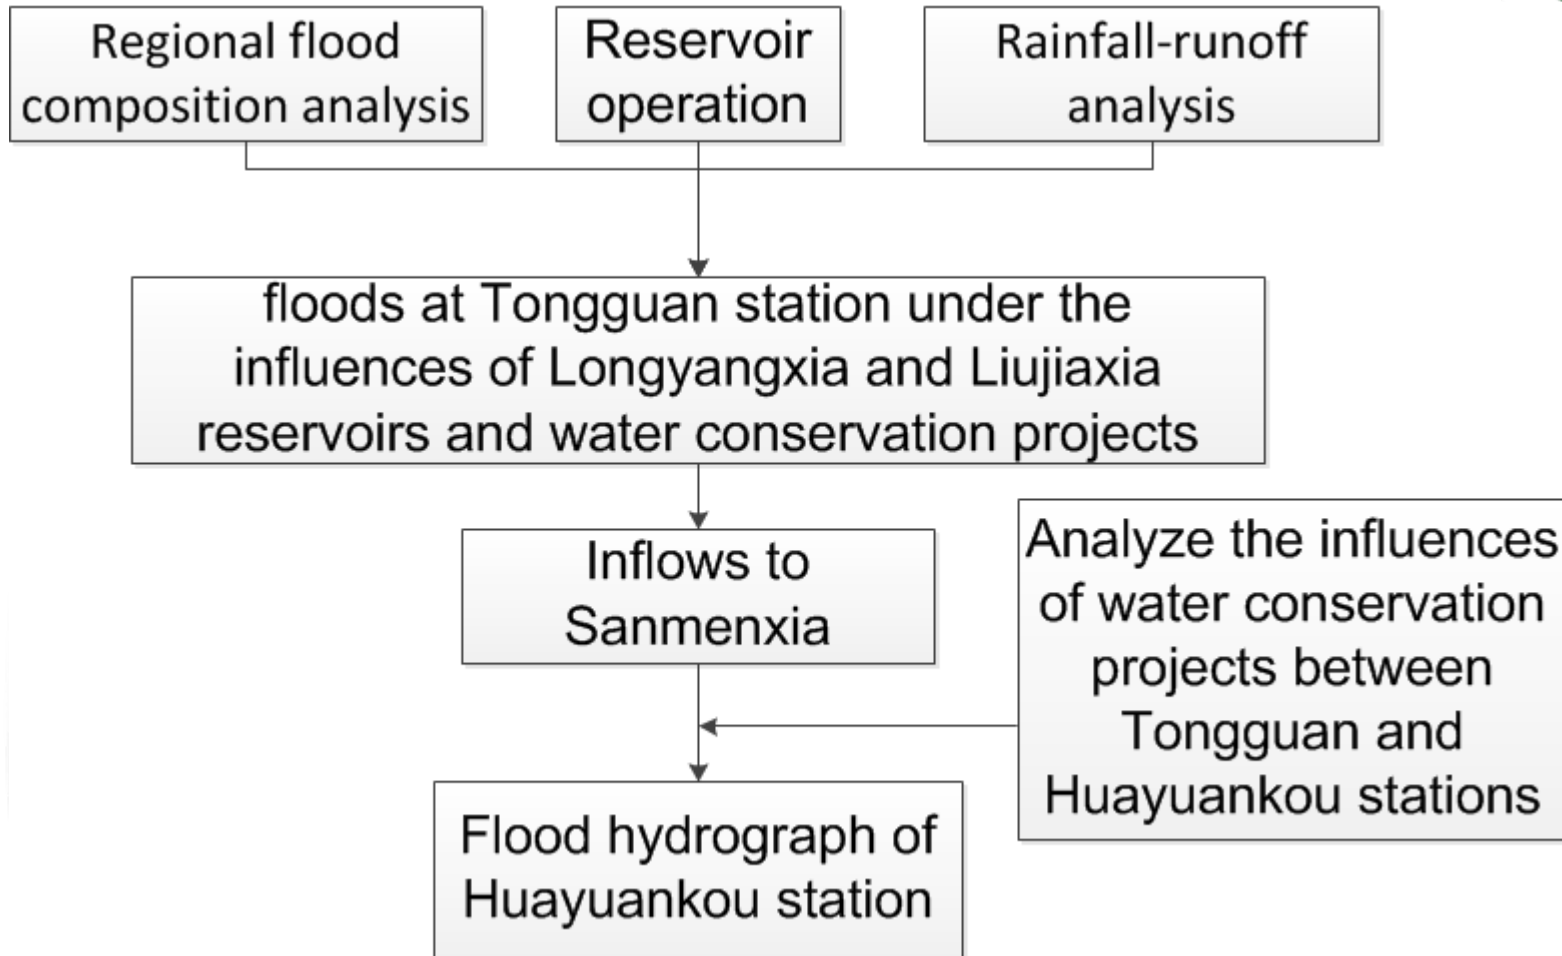 Regional flood
composition analysis
Reservoir
operation
Rainfall-runoff
analysis
floods at Tongguan station under the
influences of Longyangxia and Liujiaxia
reservoirs and water conservation projects
Inflows to
Sanmenxia
Analyze the influences
of water conservation
projects between
Tongguan and
Huayuankou stations
Flood hydrograph of
Huayuankou station